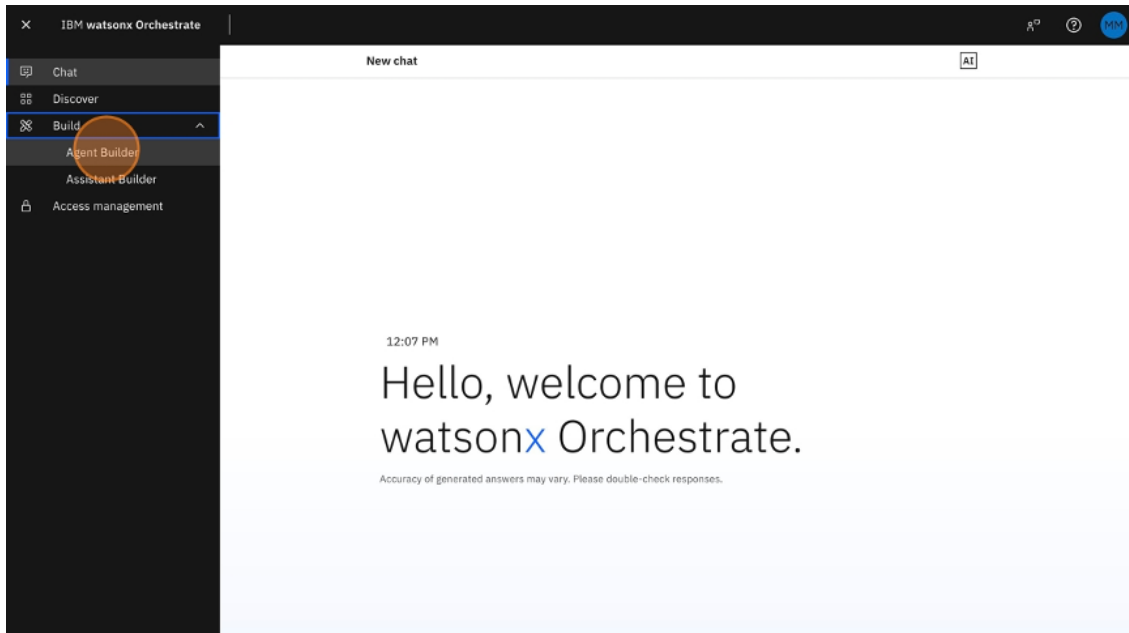 IBM watsonx Orchestrate
MM
Chat
Discover
Build
Agent Builder
Assistant Builder
Access management
New chat
AI
12:07 PM
Hello, welcome to
watsonx Orchestrate.
Accuracy of generated answers may vary. Please double-check responses.